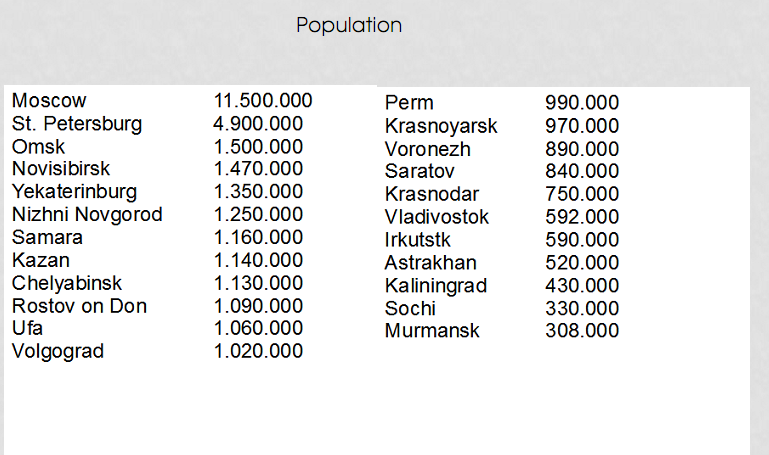 Population
Moscow 11.500.000
St. Petersburg 4.900.000
Omsk 1.500.000
Novisibirsk 1.470.000
Yekaterinburg 1.350.000
Nizhni Novgorod 1.250.000
Samara 1.160.000
Kazan 1.140.000
Chelyabinsk 1.130.000
Rostov on Don 1.090.000
Ufa 1.060.000
Volgograd 1.020.000
Perm 990.000
Krasnoyarsk 970.000
Voronezh 890.000
Saratov 840.000
Krasnodar 750.000
Vladivostok 592.000
Irkutstk 590.000
Astrakhan 520.000
Kaliningrad 430.000
Sochi 330.000
Murmansk 308.000